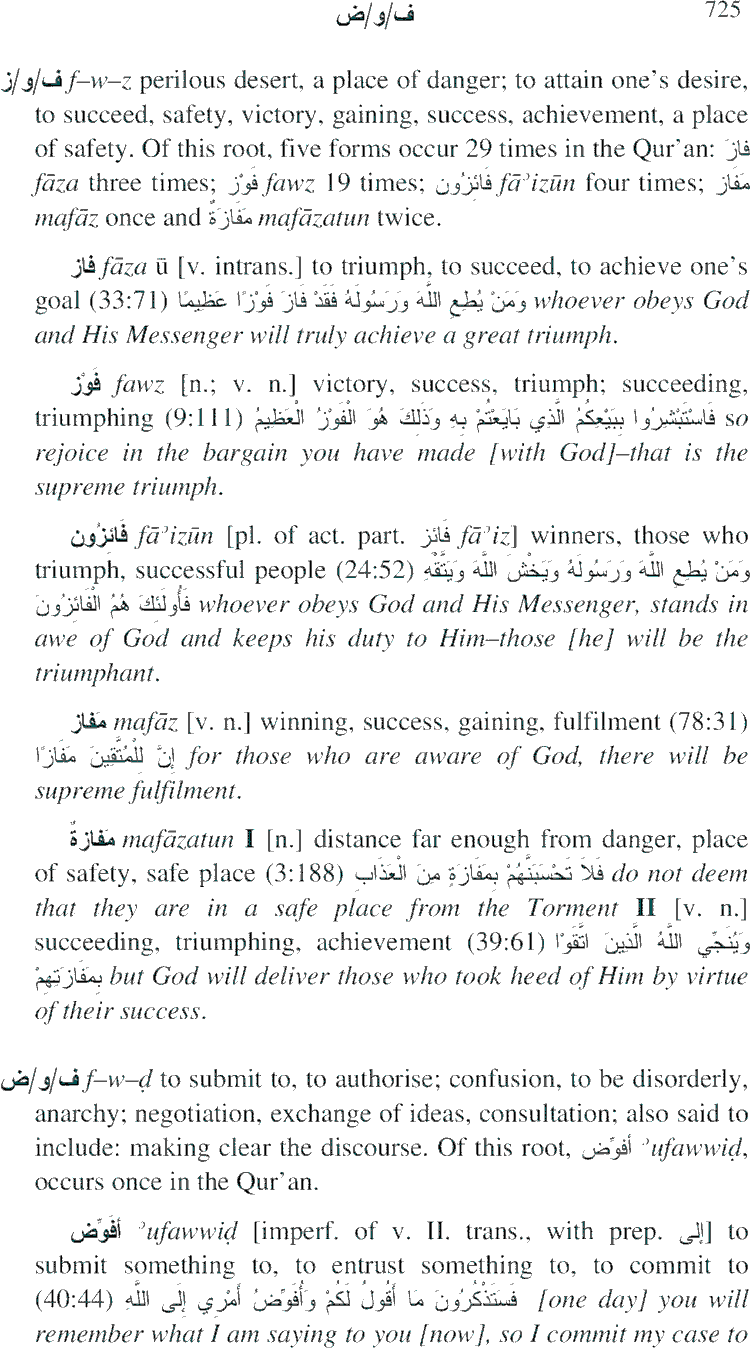 ف/و/ض 725
ف/و/ز f–w–z perilous desert, a place of danger; to attain one's desire,
to succeed, safety, victory, gaining, success, achievement, a place
of safety. Of this root, five forms occur 29 times in the Qur'an: فَازَ
fāza three times; فَوْز fawz 19 times; فَائِزُون fāʾizūn four times; مَفَاز
mafāz once and مَفَازَةٌ mafāzatun twice.
فَاز fāza ū [v. intrans.] to triumph, to succeed, to achieve one's
goal (33:71) وَمَنْ يُطِعِ اللَّهَ وَرَسُولَهُ فَقَدْ فَازَ فَوْزًا عَظِيمًا whoever obeys God
and His Messenger will truly achieve a great triumph.
فَوْز fawz [n.; v. n.] victory, success, triumph; succeeding,
triumphing (9:111) فَاسْتَبْشِرُوا بِبَيْعِكُمُ الَّذِي بَايَعْتُمْ بِهِ وَذَلِكَ هُوَ الْفَوْزُ الْعَظِيمُ so
rejoice in the bargain you have made [with God]–that is the
supreme triumph.
فَائِزُون fāʾizūn [pl. of act. part. فَائِز fāʾiz] winners, those who
triumph, successful people (24:52) وَمَنْ يُطِعِ اللَّهَ وَرَسُولَهُ وَيَخْشَ اللَّهَ وَيَتَّقْهِ
فَأُولَئِكَ هُمُ الْفَائِزُونَ whoever obeys God and His Messenger, stands in
awe of God and keeps his duty to Him–those [he] will be the
triumphant.
مَفَاز mafāz [v. n.] winning, success, gaining, fulfilment (78:31)
إِنَّ لِلْمُتَّقِينَ مَفَازًا for those who are aware of God, there will be
supreme fulfilment.
مَفَازَةٌ mafāzatun I [n.] distance far enough from danger, place
of safety, safe place (3:188) فَلاَ تَحْسَبَنَّهُمْ بِمَفَازَةٍ مِنَ الْعَذَابِ do not deem
that they are in a safe place from the Torment II [v. n.]
succeeding, triumphing, achievement (39:61) وَيُنَجِّي اللَّهُ الَّذِينَ اتَّقَوْا
بِمَفَازَتِهِمْ but God will deliver those who took heed of Him by virtue
of their success.
ف/و/ض f–w–ḍ to submit to, to authorise; confusion, to be disorderly,
anarchy; negotiation, exchange of ideas, consultation; also said to
include: making clear the discourse. Of this root, أُفَوِّض ʾufawwiḍ,
occurs once in the Qur'an.
أُفَوِّض ʾufawwiḍ [imperf. of v. II. trans., with prep. إِلَى] to
submit something to, to entrust something to, to commit to
(40:44) فَسَتَذْكُرُونَ مَا أَقُولُ لَكُمْ وَأُفَوِّضُ أَمْرِي إِلَى اللَّهِ [one day] you will
remember what I am saying to you [now], so I commit my case to